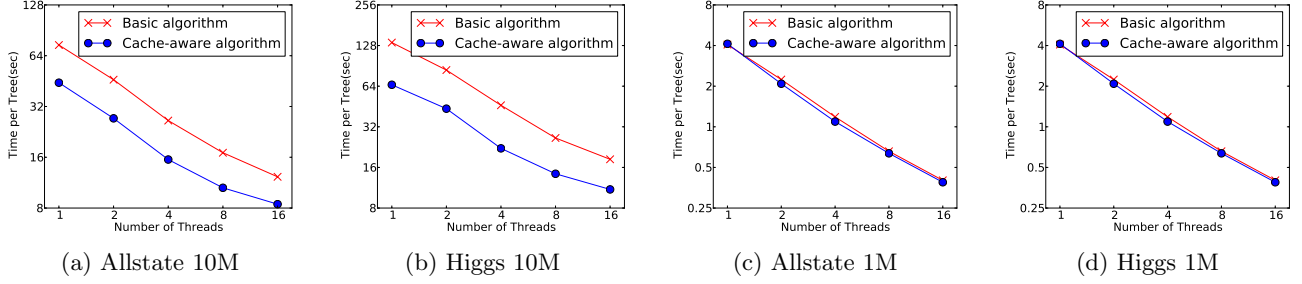 128
64
32
16
8
Time per Tree(sec)
Basic algorithm
Cache-aware algorithm
1 2 4 8 16
Number of Threads
(a) Allstate 10M
256
128
64
32
16
8
Time per Tree(sec)
Basic algorithm
Cache-aware algorithm
1 2 4 8 16
Number of Threads
(b) Higgs 10M
8
4
2
1
0.5
0.25
Time per Tree(sec)
Basic algorithm
Cache-aware algorithm
1 2 4 8 16
Number of Threads
(c) Allstate 1M
8
4
2
1
0.5
0.25
Time per Tree(sec)
Basic algorithm
Cache-aware algorithm
1 2 4 8 16
Number of Threads
(d) Higgs 1M